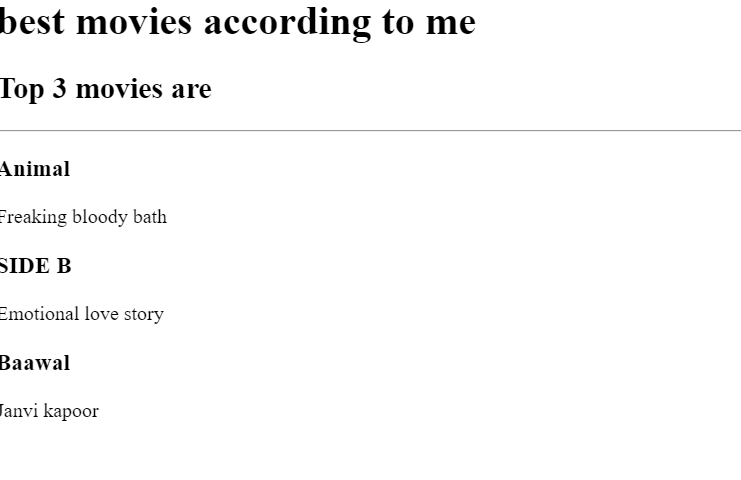 best movies according to me
Top 3 movies are
Animal
Freaking bloody bath
SIDE B
Emotional love story
Baawal
Janvi kapoor